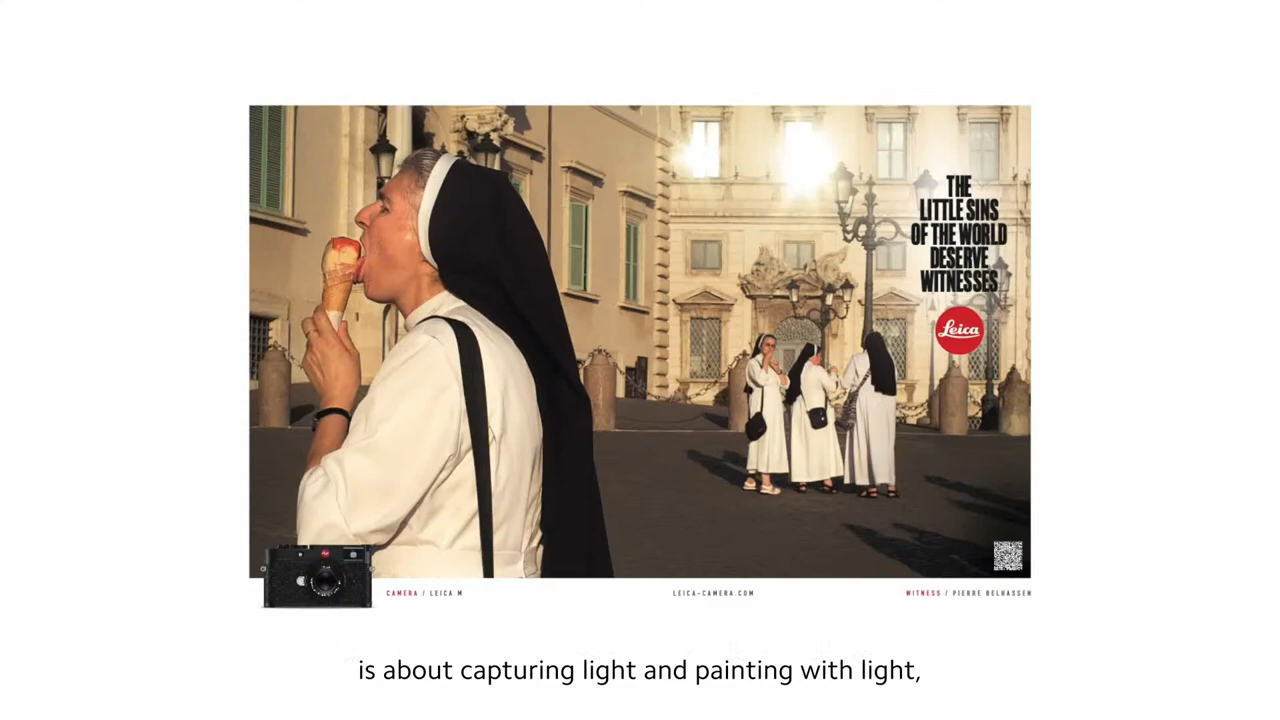 THE
LITTLE SINS
OF THE WORLD
DESERVE
WITNESSES
Leica
CAMERA / LEICA M
LEICA-CAMERA.COM
WITNESS / PIERRE BELHASSEN
is about capturing light and painting with light,